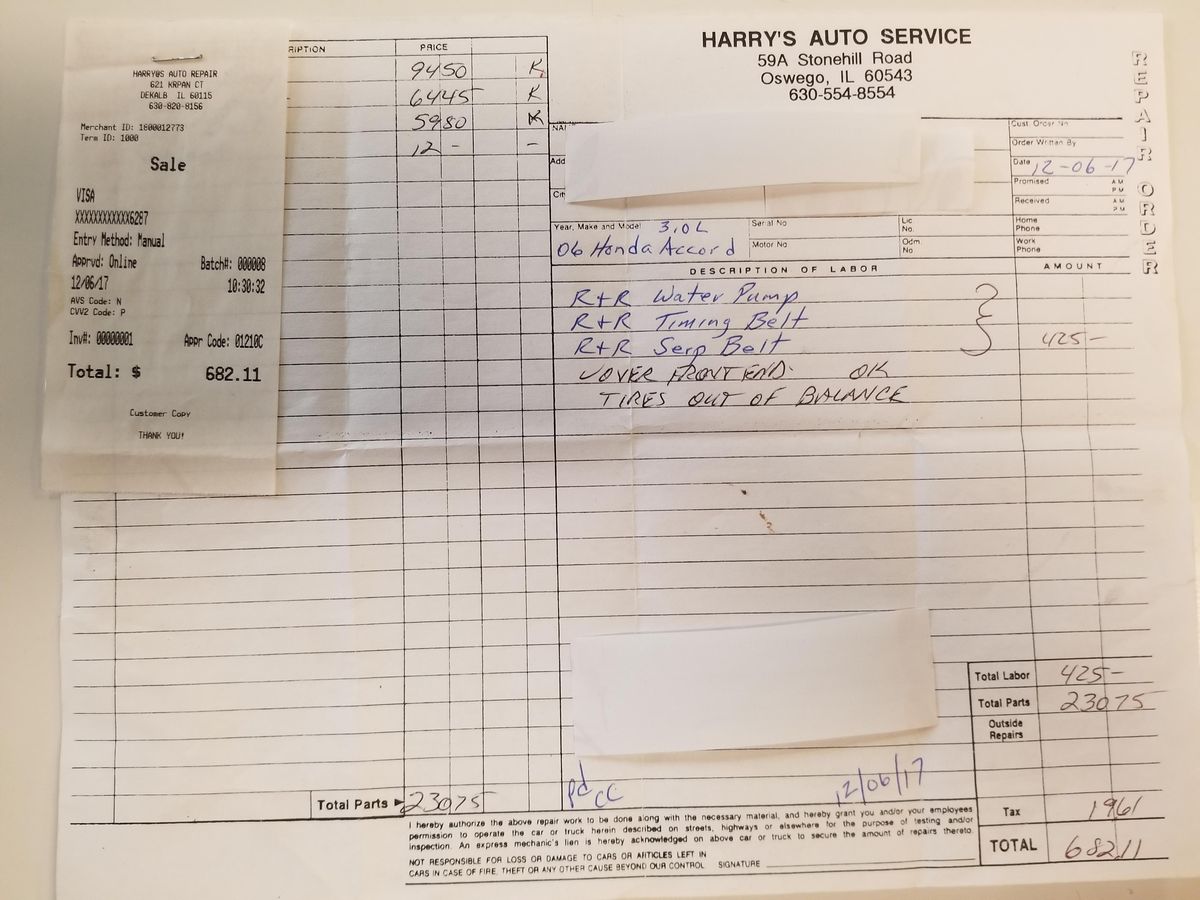 HARRY@S AUTO REPAIR
621 KRPAN CT
DEKALB IL 60115
630-820-8156
Merchant ID: 1600012773
Term ID: 1000
Sale
VISA
XXXXXXXXXXXX6287
Entry Method: Manual
Apprvd: Online Batch#: 000008
12/06/17 10:30:32
AVS Code: N
CVV2 Code: P
Inv#: 00000001 Appr Code: 01210C
Total: $ 682.11
Customer Copy
THANK YOU!
RIPTION PRICE
9450 K
6445 K
5980 K
12 - -
Total Parts 23075
HARRY'S AUTO SERVICE
59A Stonehill Road
Oswego, IL 60543
630-554-8554
REPAIR ORDER
Cust. Order No.
Order Written By
Date 12-06-17
Promised AM PM
Received AM PM
Home Phone
Work Phone
NA
Add
Cit
Year, Make and Model 3.0L
06 Honda Accord
Serial No
Motor No
Lic. No.
Odm. No
DESCRIPTION OF LABOR AMOUNT
R+R Water Pump
R+R Timing Belt
R+R Serp Belt 425-
✓OVER FRONT END. OK
TIRES OUT OF BALANCE
Total Labor 425-
Total Parts 23075
Outside Repairs
pd cc 12/06/17
Tax 1961
TOTAL 68211
I hereby authorize the above repair work to be done along with the necessary material, and hereby grant you and/or your employees
permission to operate the car or truck herein described on streets, highways or elsewhere for the purpose of testing and/or
inspection. An express mechanic's lien is hereby acknowledged on above car or truck to secure the amount of repairs thereto.
NOT RESPONSIBLE FOR LOSS OR DAMAGE TO CARS OR ARTICLES LEFT IN
CARS IN CASE OF FIRE, THEFT OR ANY OTHER CAUSE BEYOND OUR CONTROL SIGNATURE